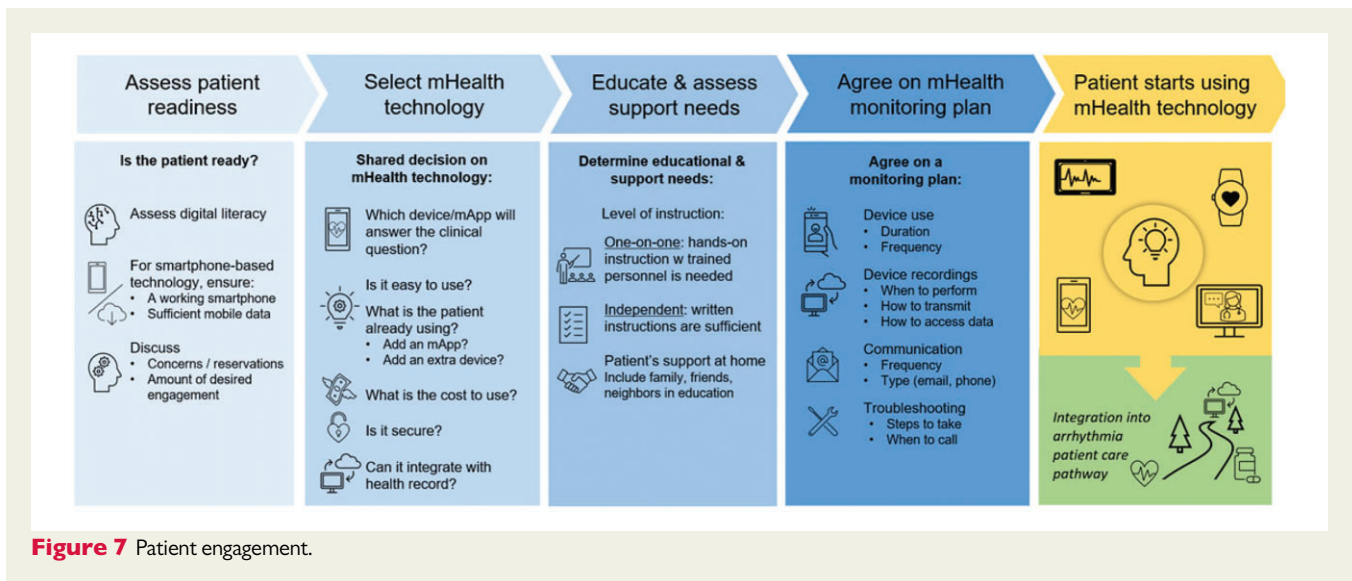 Assess patient
readiness
Select mHealth
technology
Educate & assess
support needs
Agree on mHealth
monitoring plan
Patient starts using
mHealth technology
Is the patient ready?
Assess digital literacy
For smartphone-based
technology, ensure:
• A working smartphone
• Sufficient mobile data
Discuss
• Concerns / reservations
• Amount of desired
engagement
Shared decision on
mHealth technology:
Which device/mApp will
answer the clinical
question?
Is it easy to use?
What is the patient
already using?
• Add an mApp?
• Add an extra device?
What is the cost to use?
Is it secure?
Can it integrate with
health record?
Determine educational &
support needs:
Level of instruction:
One-on-one: hands-on
instruction w trained
personnel is needed
Independent: written
instructions are sufficient
Patient's support at home
Include family, friends,
neighbors in education
Agree on a
monitoring plan:
Device use
• Duration
• Frequency
Device recordings
• When to perform
• How to transmit
• How to access data
Communication
• Frequency
• Type (email, phone)
Troubleshooting
• Steps to take
• When to call
Integration into
arrhythmia
patient care
pathway
Figure 7 Patient engagement.